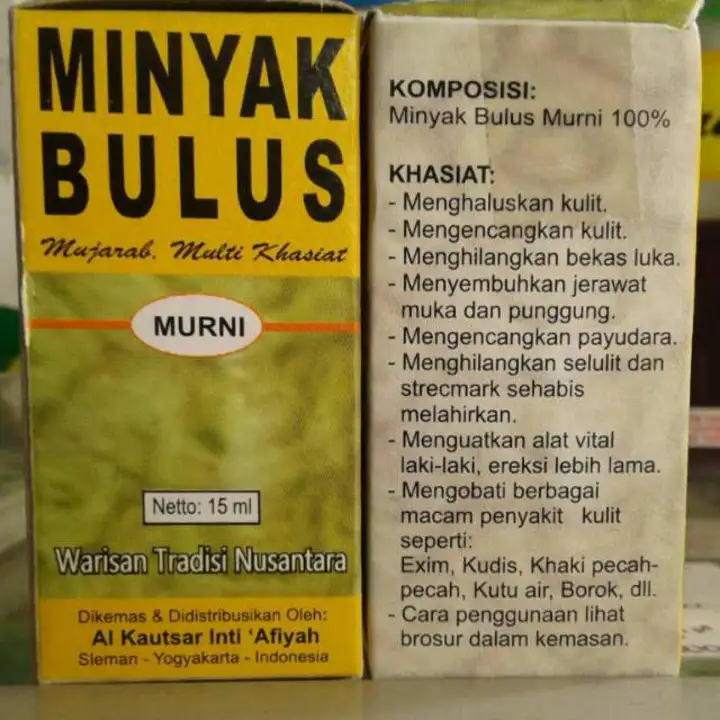 MINYAK
BULUS
Mujarab, Multi Khasiat
MURNI
Netto: 15 ml
Warisan Tradisi Nusantara
Dikemas & Didistribusikan Oleh:
Al Kautsar Inti ‘Afiyah
Sleman - Yogyakarta - Indonesia
KOMPOSISI:
Minyak Bulus Murni 100%
KHASIAT:
- Menghaluskan kulit.
- Mengencangkan kulit.
- Menghilangkan bekas luka.
- Menyembuhkan jerawat
muka dan punggung.
- Mengencangkan payudara.
- Menghilangkan selulit dan
strecmark sehabis
melahirkan.
- Menguatkan alat vital
laki-laki, ereksi lebih lama.
- Mengobati berbagai
macam penyakit kulit
seperti:
Exim, Kudis, Khaki pecah-
pecah, Kutu air, Borok, dll.
- Cara penggunaan lihat
brosur dalam kemasan.